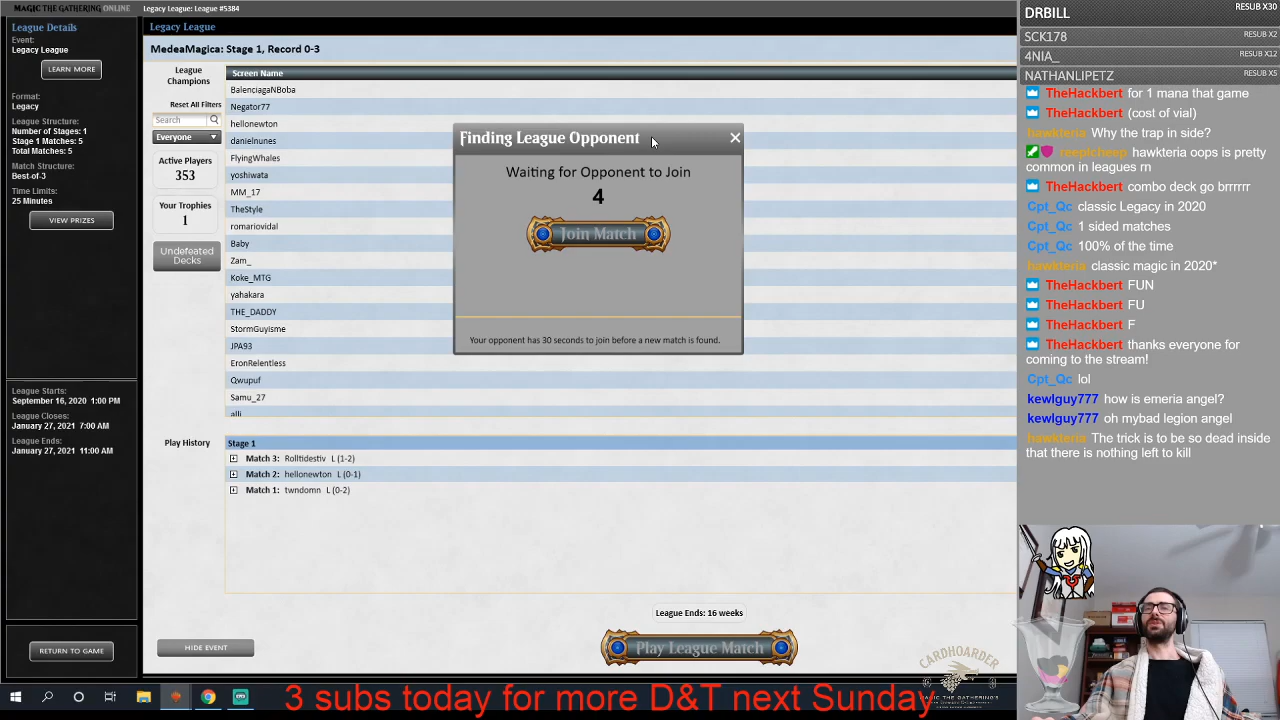 MAGIC THE GATHERING ONLINE
Legacy League: League #5384
League Details
Event:
Legacy League
LEARN MORE
Format:
Legacy
League Structure:
Number of Stages: 1
Stage 1 Matches: 5
Total Matches: 5
Match Structure:
Best-of-3
Time Limits:
25 Minutes
VIEW PRIZES
League Starts:
September 16, 2020 1:00 PM
League Closes:
January 27, 2021 7:00 AM
League Ends:
January 27, 2021 11:00 AM
RETURN TO GAME
Legacy League
MedeaMagica: Stage 1, Record 0-3
League
Champions
Reset All Filters
Search
Everyone
Active Players
353
Your Trophies
1
Undefeated
Decks
Screen Name
BalenciagaNBoba
Negator77
hellonewton
danielnunes
FlyingWhales
yoshiwata
MM_17
TheStyle
romariovidal
Baby
Zam_
Koke_MTG
yahakara
THE_DADDY
StormGuyisme
JPA93
EronRelentless
Qwupuf
Samu_27
alli
Finding League Opponent
Waiting for Opponent to Join
4
Join Match
Your opponent has 30 seconds to join before a new match is found.
Play History
Stage 1
Match 3: Rolltidestiv L (1-2)
Match 2: hellonewton L (0-1)
Match 1: twndomn L (0-2)
League Ends: 16 weeks
HIDE EVENT
Play League Match
DRBILL RESUB X30
SCK178 RESUB X2
4NIA_ RESUB X12
NATHANLIPETZ RESUB X5
TheHackbert for 1 mana that game
TheHackbert (cost of vial)
hawkteria Why the trap in side?
reeplcheep hawkteria oops is pretty
common in leagues rn
TheHackbert combo deck go brrrrrr
Cpt_Qc classic Legacy in 2020
Cpt_Qc 1 sided matches
Cpt_Qc 100% of the time
hawkteria classic magic in 2020*
TheHackbert FUN
TheHackbert FU
TheHackbert F
TheHackbert thanks everyone for
coming to the stream!
Cpt_Qc lol
kewlguy777 how is emeria angel?
kewlguy777 oh mybad legion angel
hawkteria The trick is to be so dead inside
that there is nothing left to kill
CARDHOARDER
MAGIC THE GATHERING'S
3 subs today for more D&T next Sunday